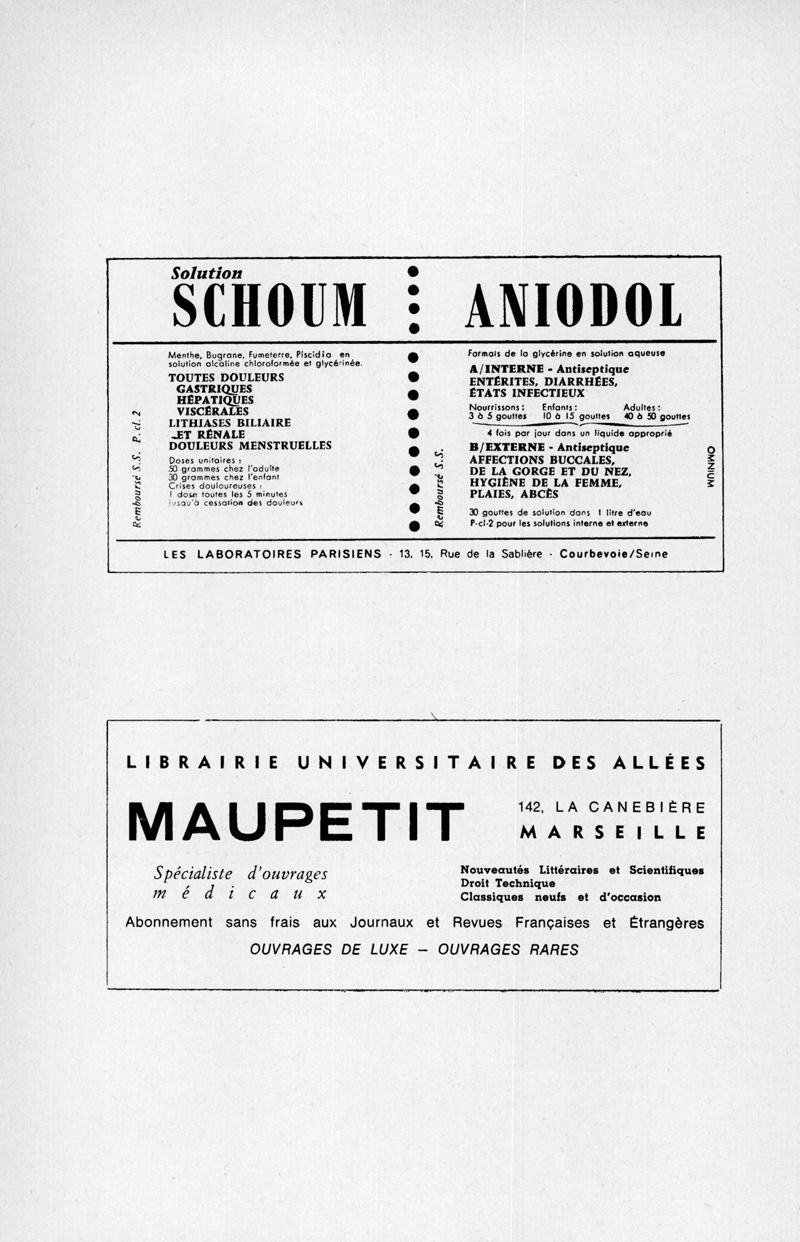 Solution
SCHOUM
Menthe, Bugrane, Fumeterre, Piscidia en
solution alcaline chloroformée et glycérinée.
TOUTES DOULEURS
GASTRIQUES
HÉPATIQUES
VISCÉRALES
LITHIASES BILIAIRE
ET RÉNALE
DOULEURS MENSTRUELLES
Doses unitaires :
50 grammes chez l'adulte
30 grammes chez l'enfant
Crises douloureuses :
1 dose toutes les 5 minutes
jusqu'à cessation des douleurs
Remboursé S.S. P. cl. 2
ANIODOL
Formols de la glycérine en solution aqueuse
A/INTERNE - Antiseptique
ENTÉRITES, DIARRHÉES,
ÉTATS INFECTIEUX
Nourrissons : Enfants : Adultes :
3 à 5 gouttes 10 à 15 gouttes 40 à 50 gouttes
4 fois par jour dans un liquide approprié
B/EXTERNE - Antiseptique
AFFECTIONS BUCCALES,
DE LA GORGE ET DU NEZ,
HYGIÈNE DE LA FEMME,
PLAIES, ABCÈS
30 gouttes de solution dans 1 litre d'eau
P-cl-2 pour les solutions interne et externe
Remboursé S.S.
OMNIUM
LES LABORATOIRES PARISIENS - 13, 15, Rue de la Sablière - Courbevoie/Seine
LIBRAIRIE UNIVERSITAIRE DES ALLÉES
MAUPETIT
142, LA CANEBIÈRE
MARSEILLE
Spécialiste d'ouvrages
médicaux
Nouveautés Littéraires et Scientifiques
Droit Technique
Classiques neufs et d'occasion
Abonnement sans frais aux Journaux et Revues Françaises et Étrangères
OUVRAGES DE LUXE – OUVRAGES RARES